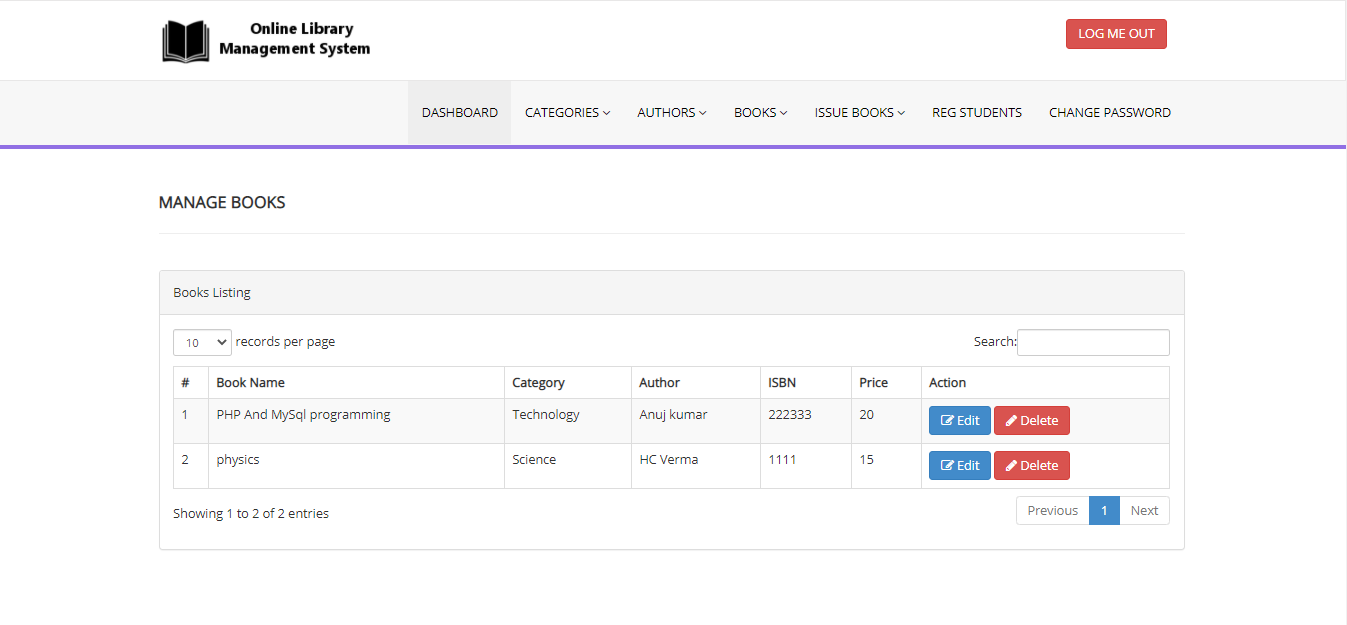 Online Library
Management System
LOG ME OUT
DASHBOARD CATEGORIES AUTHORS BOOKS ISSUE BOOKS REG STUDENTS CHANGE PASSWORD
MANAGE BOOKS
Books Listing
10 records per page Search:
# Book Name Category Author ISBN Price Action
1 PHP And MySql programming Technology Anuj kumar 222333 20 Edit Delete
2 physics Science HC Verma 1111 15 Edit Delete
Showing 1 to 2 of 2 entries Previous 1 Next